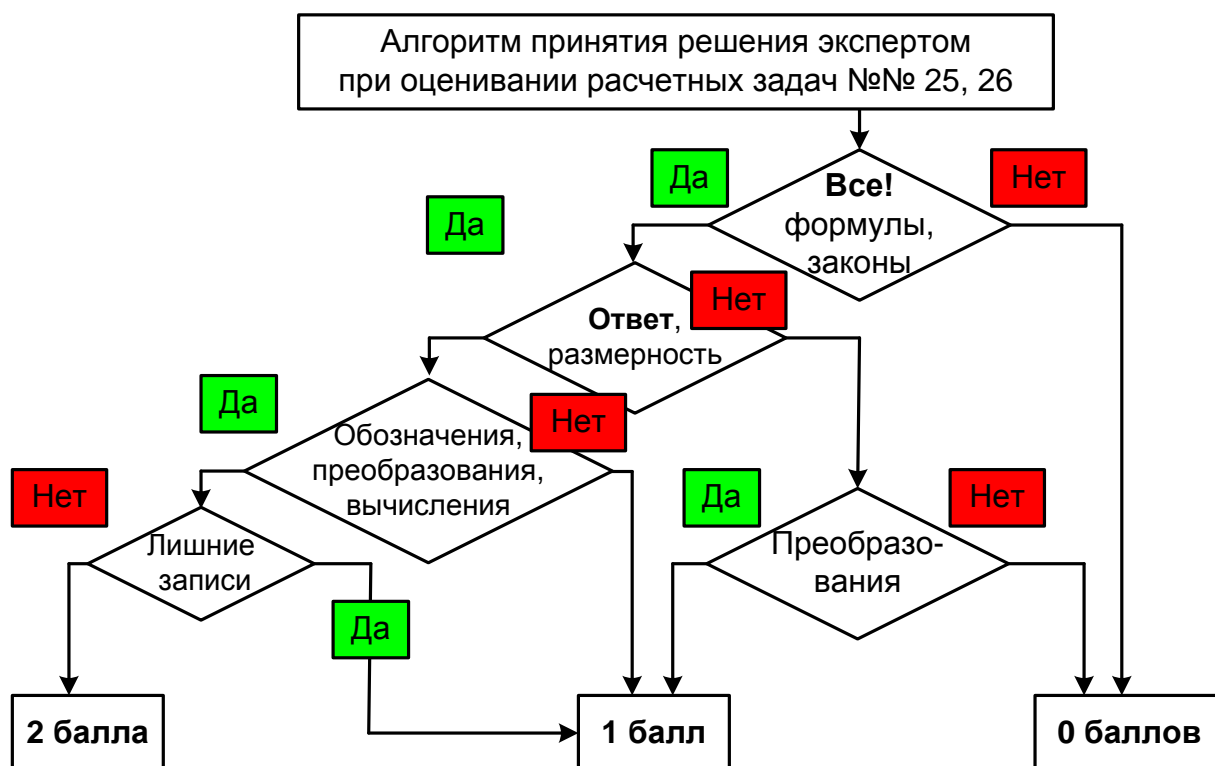 Алгоритм принятия решения экспертом
при оценивании расчетных задач №№ 25, 26
Да
Все!
формулы,
законы
Нет
Да
Ответ,
размерность
Нет
Да
Обозначения,
преобразования,
вычисления
Нет
Нет
Лишние
записи
Да
Да
Преобразо-
вания
Нет
2 балла
1 балл
0 баллов